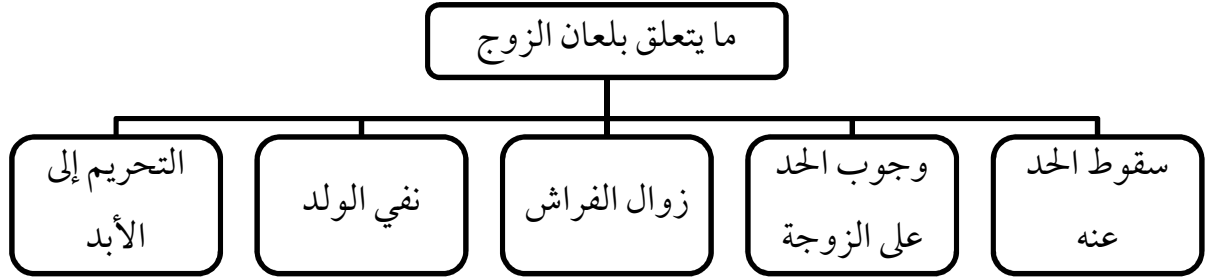 ما يتعلق بلعان الزوج
سقوط الحد
عنه
وجوب الحد
على الزوجة
زوال الفراش
نفي الولد
التحريم إلى
الأبد